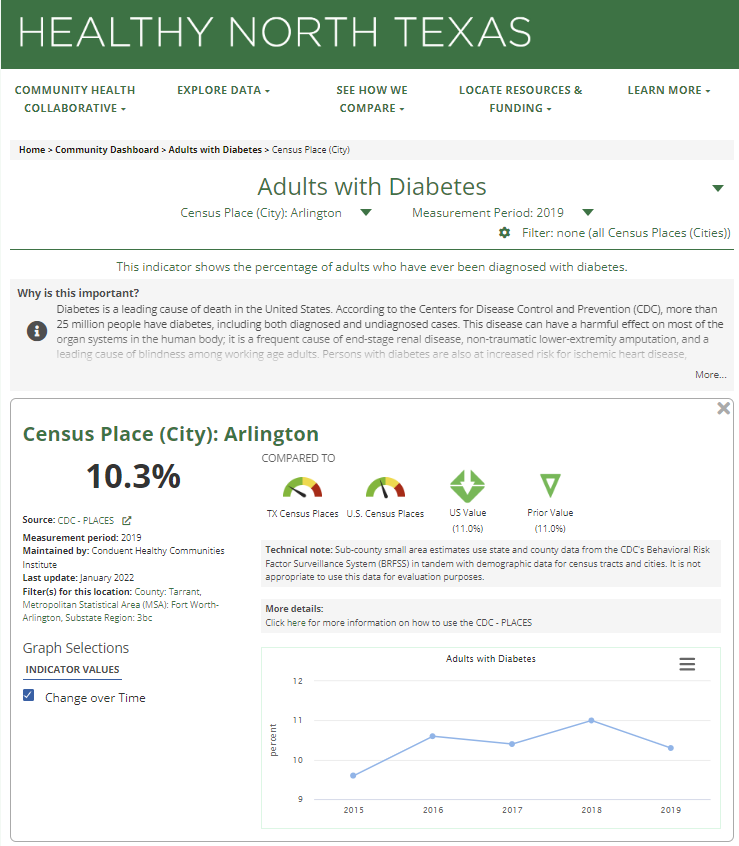 HEALTHY NORTH TEXAS
COMMUNITY HEALTH
COLLABORATIVE
EXPLORE DATA
SEE HOW WE
COMPARE
LOCATE RESOURCES &
FUNDING
LEARN MORE
Home > Community Dashboard > Adults with Diabetes > Census Place (City)
Adults with Diabetes
Census Place (City): Arlington
Measurement Period: 2019
Filter: none (all Census Places (Cities))
This indicator shows the percentage of adults who have ever been diagnosed with diabetes.
Why is this important?
Diabetes is a leading cause of death in the United States. According to the Centers for Disease Control and Prevention (CDC), more than
25 million people have diabetes, including both diagnosed and undiagnosed cases. This disease can have a harmful effect on most of the
organ systems in the human body; it is a frequent cause of end-stage renal disease, non-traumatic lower-extremity amputation, and a
leading cause of blindness among working age adults. Persons with diabetes are also at increased risk for ischemic heart disease,
More...
Census Place (City): Arlington
10.3%
Source: CDC - PLACES
Measurement period: 2019
Maintained by: Conduent Healthy Communities
Institute
Last update: January 2022
Filter(s) for this location: County: Tarrant,
Metropolitan Statistical Area (MSA): Fort Worth-
Arlington, Substate Region: 3bc
Graph Selections
INDICATOR VALUES
Change over Time
COMPARED TO
TX Census Places
U.S. Census Places
US Value
(11.0%)
Prior Value
(11.0%)
Technical note: Sub-county small area estimates use state and county data from the CDC's Behavioral Risk
Factor Surveillance System (BRFSS) in tandem with demographic data for census tracts and cities. It is not
appropriate to use this data for evaluation purposes.
More details:
Click here for more information on how to use the CDC - PLACES
Adults with Diabetes
percent
12
11
10
9
2015
2016
2017
2018
2019